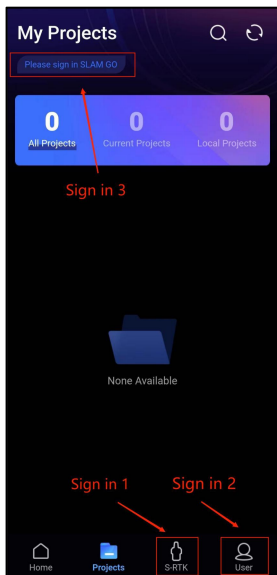 My Projects
Please sign in SLAM GO
0 0 0
All Projects Current Projects Local Projects
Sign in 3
None Available
Sign in 1 Sign in 2
Home Projects S-RTK User